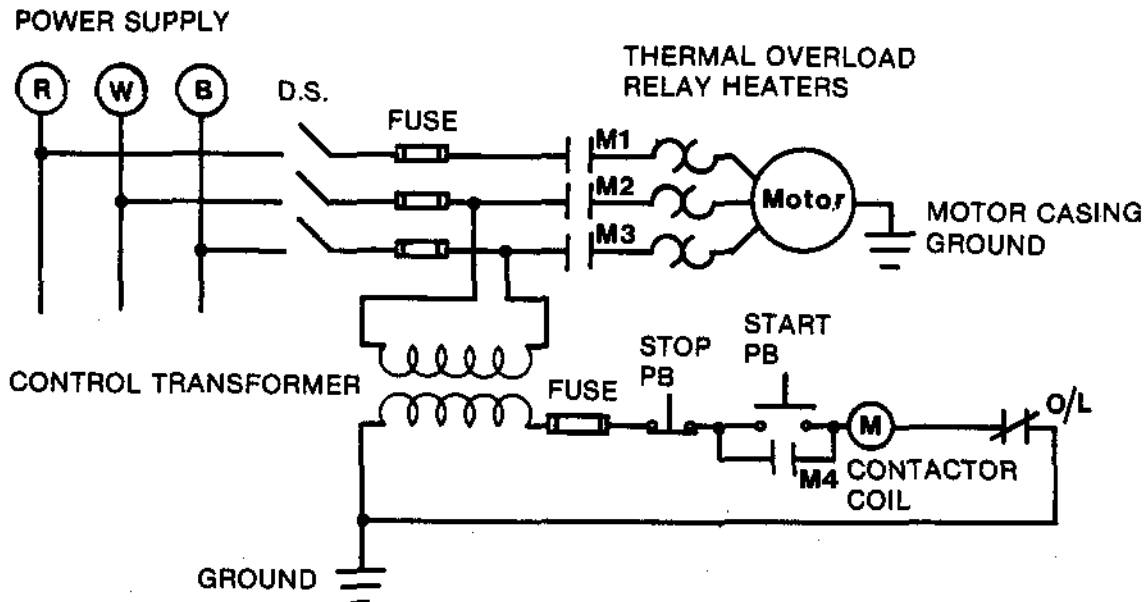 POWER SUPPLY
R W B
D.S.
FUSE
THERMAL OVERLOAD
RELAY HEATERS
M1
M2
M3
Motor
MOTOR CASING
GROUND
CONTROL TRANSFORMER
FUSE
STOP
PB
START
PB
M
O/L
M4
CONTACTOR
COIL
GROUND